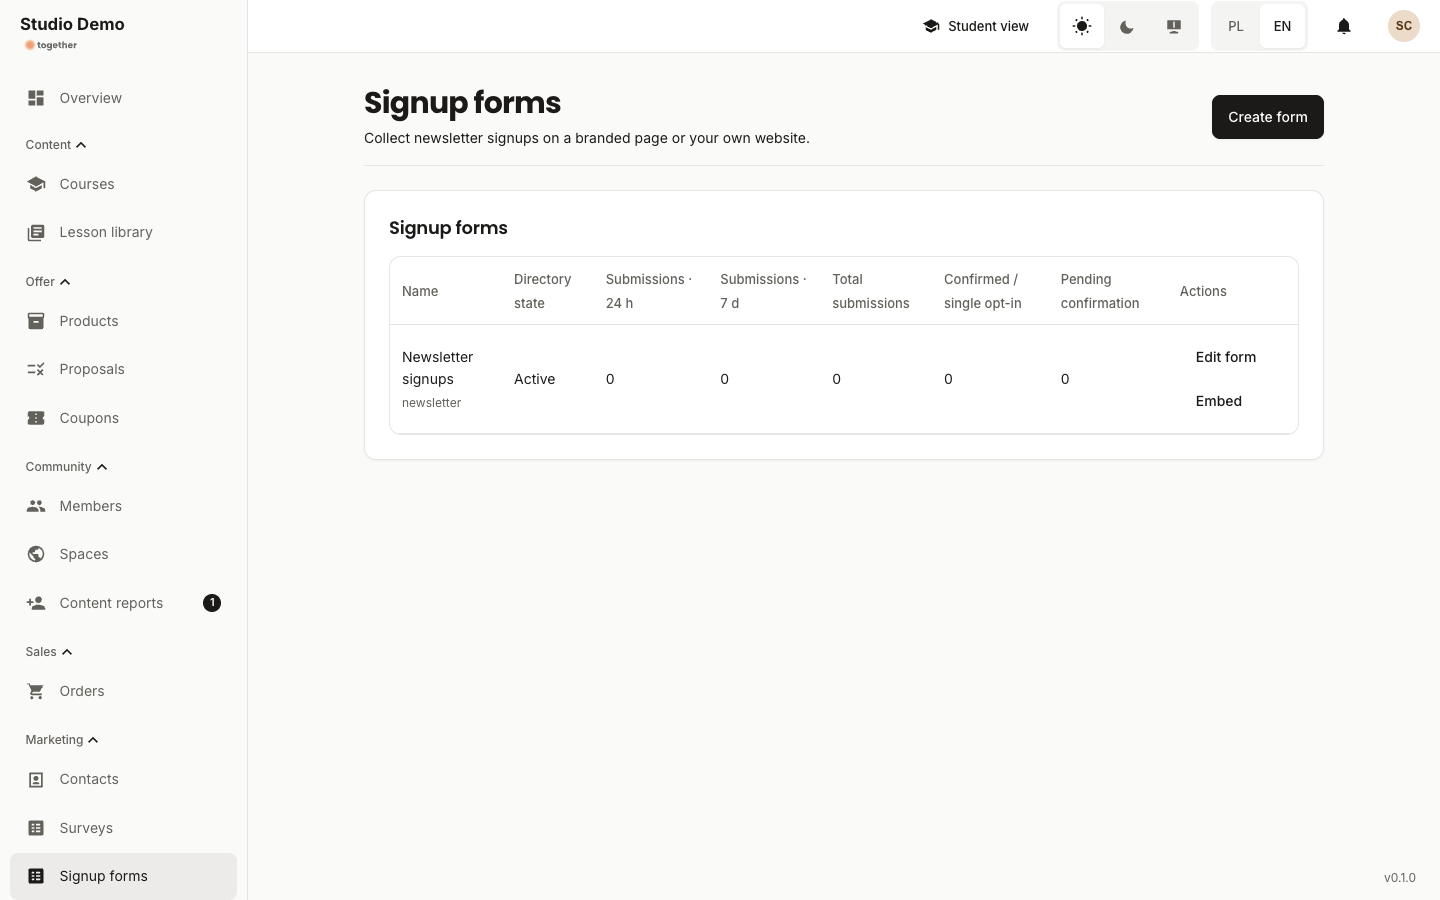 Studio Demo
together
Student view
PL
EN
SC
Overview
Content
Courses
Lesson library
Offer
Products
Proposals
Coupons
Community
Members
Spaces
Content reports
1
Sales
Orders
Marketing
Contacts
Surveys
Signup forms
Signup forms
Collect newsletter signups on a branded page or your own website.
Create form
Signup forms
Name
Directory
state
Submissions ·
24 h
Submissions ·
7 d
Total
submissions
Confirmed /
single opt-in
Pending
confirmation
Actions
Newsletter
signups
newsletter
Active
0
0
0
0
0
Edit form
Embed
v0.1.0